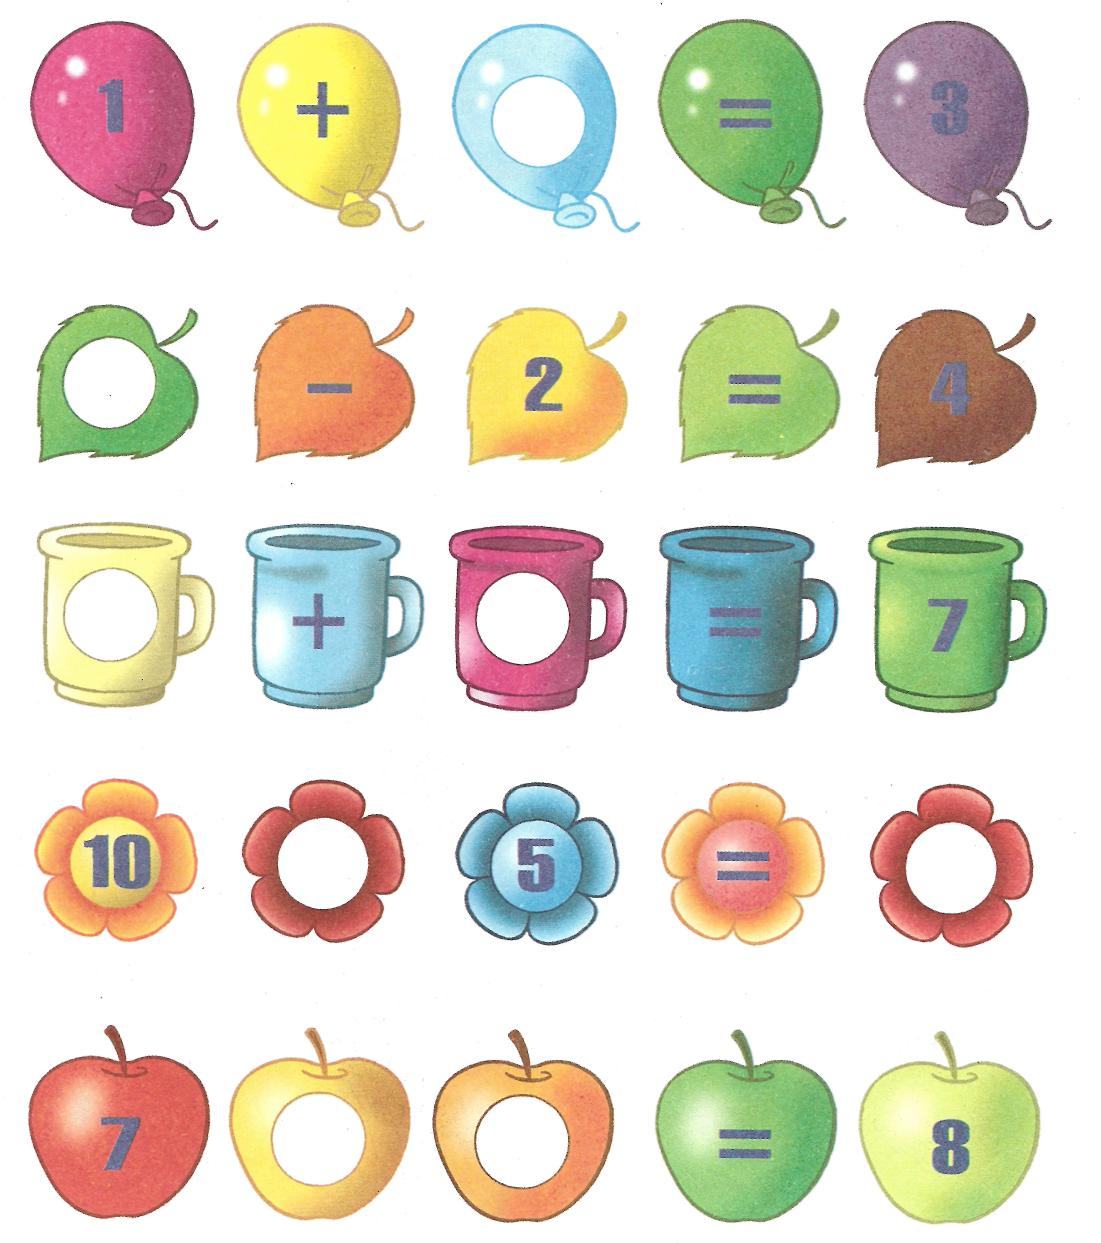 1 + = 3
- 2 = 4
+ = 7
10 5 = 
7 = 8